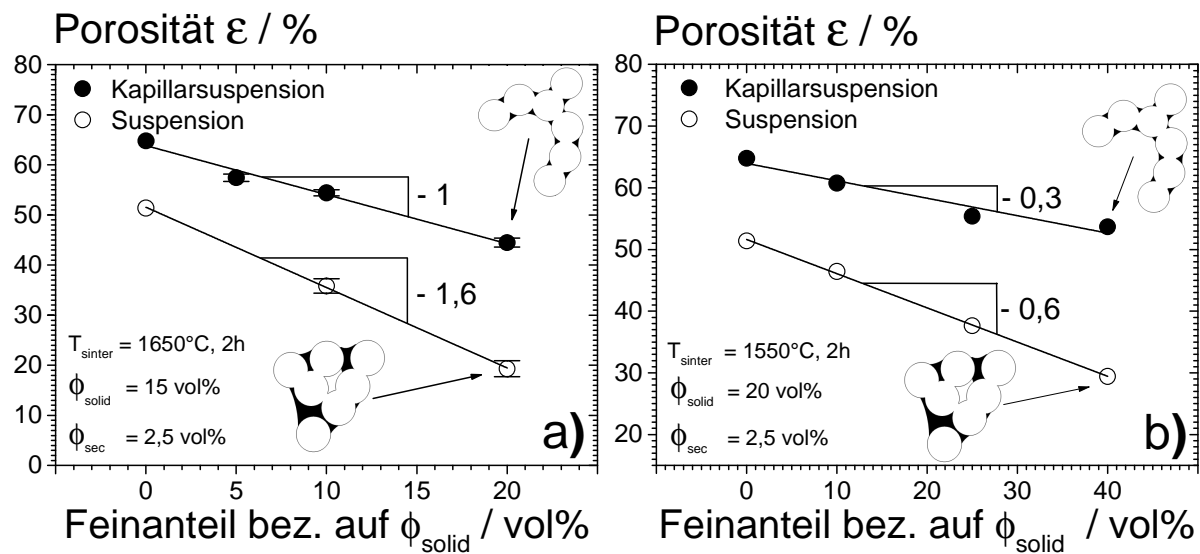 Porosität ε / %
80
70
60
50
40
30
20
10
0
Kapillarsuspension
Suspension
- 1
- 1,6
T_sinter = 1650°C, 2h
ϕ_solid = 15 vol%
ϕ_sec = 2,5 vol%
a)
0 5 10 15 20
Feinanteil bez. auf ϕ_solid / vol%
Porosität ε / %
80
70
60
50
40
30
20
Kapillarsuspension
Suspension
- 0,3
- 0,6
T_sinter = 1550°C, 2h
ϕ_solid = 20 vol%
ϕ_sec = 2,5 vol%
b)
0 10 20 30 40
Feinanteil bez. auf ϕ_solid / vol%